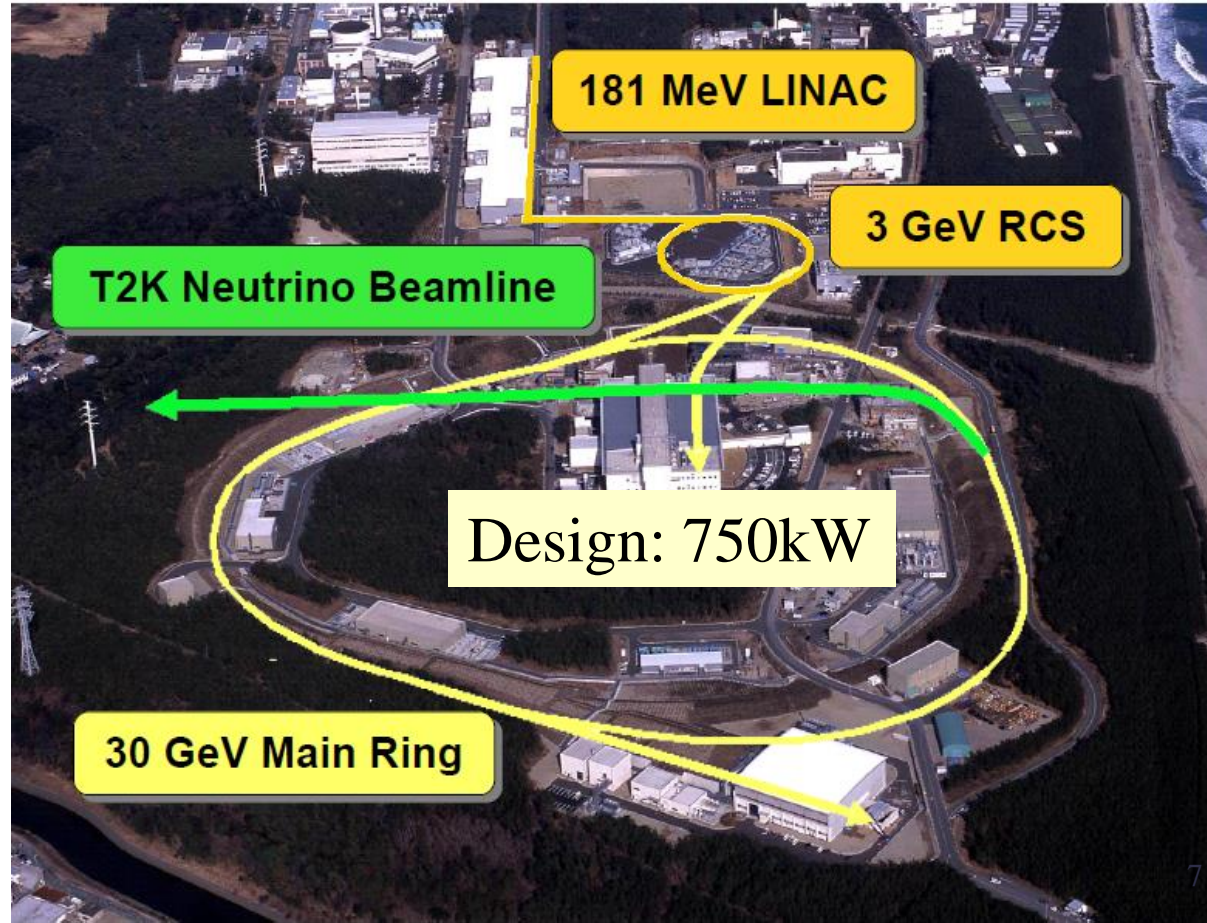 181 MeV LINAC
3 GeV RCS
T2K Neutrino Beamline
Design: 750kW
30 GeV Main Ring
7